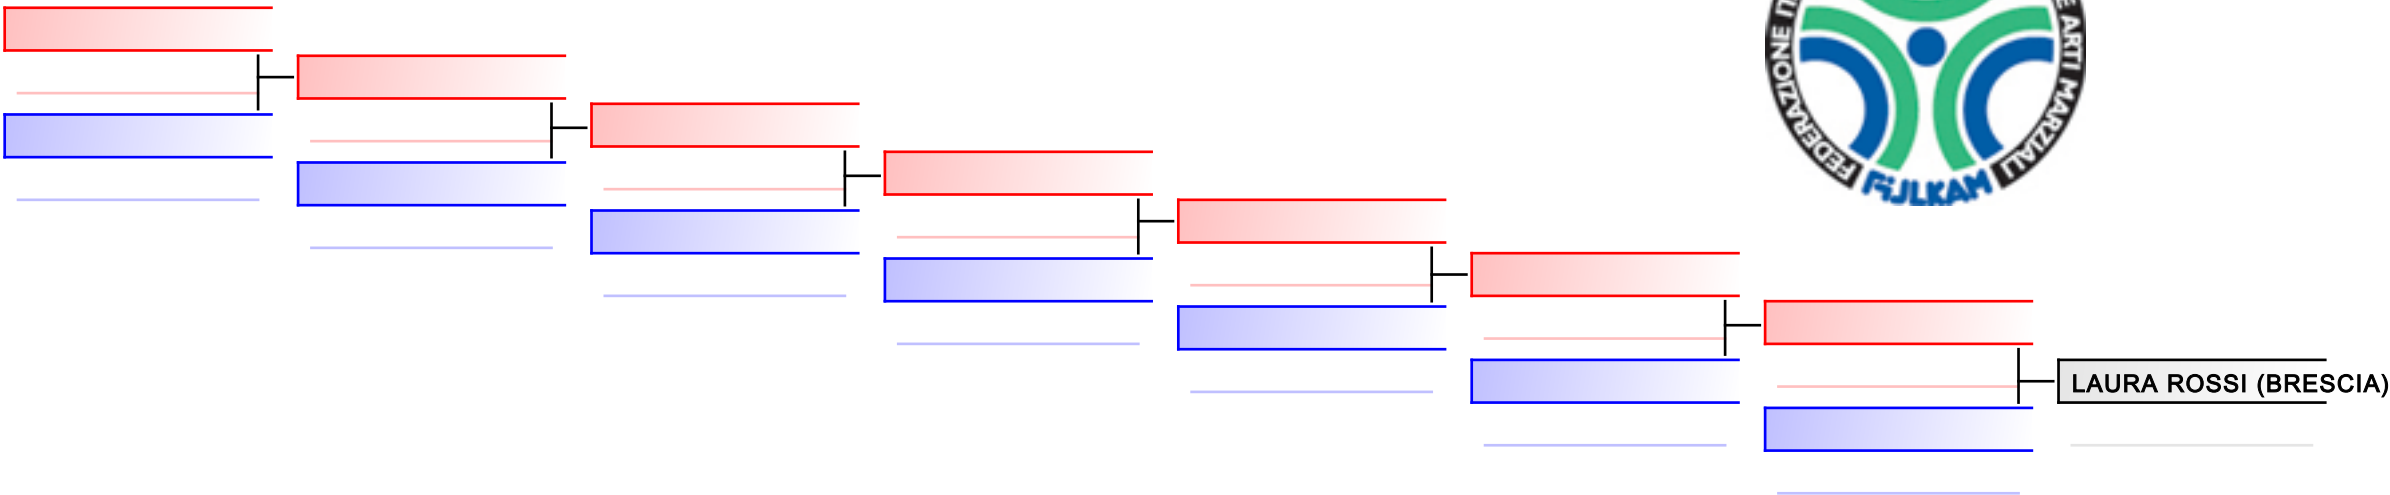 FEDERAZIONE
E ARTI MARZIALI
FIJLKAM
LAURA ROSSI (BRESCIA)